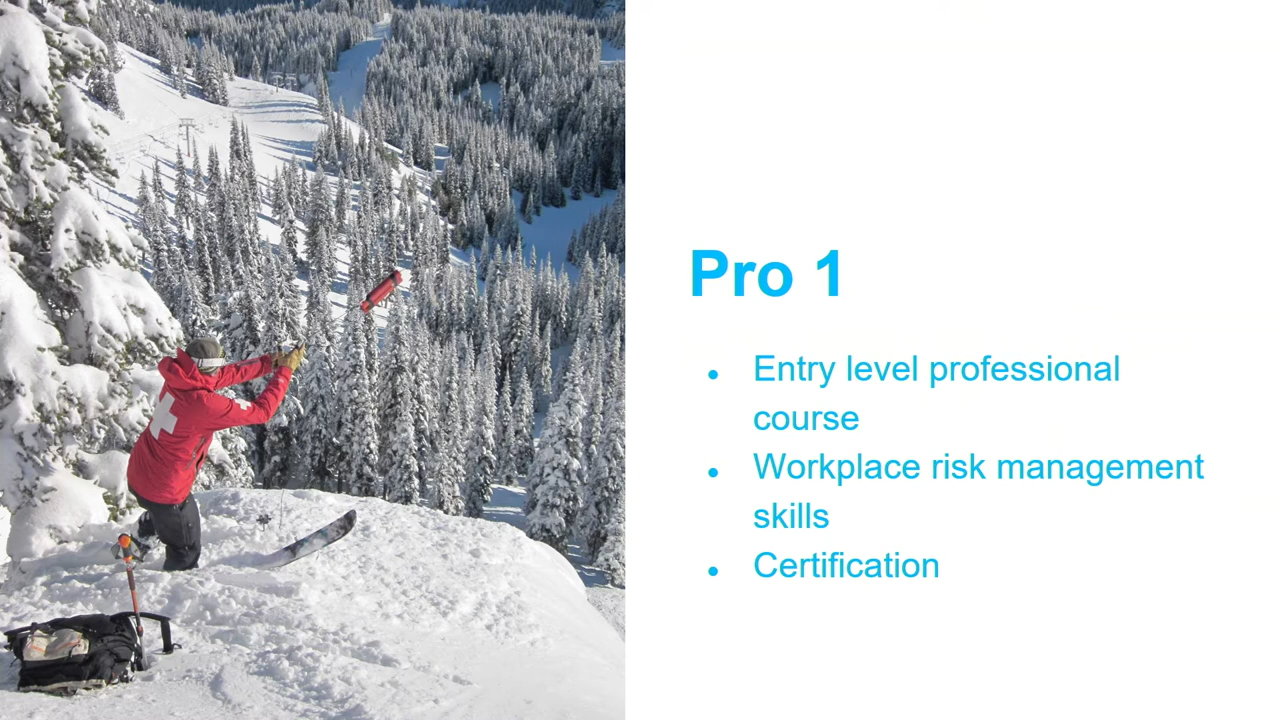 Pro 1
• Entry level professional
course
• Workplace risk management
skills
• Certification